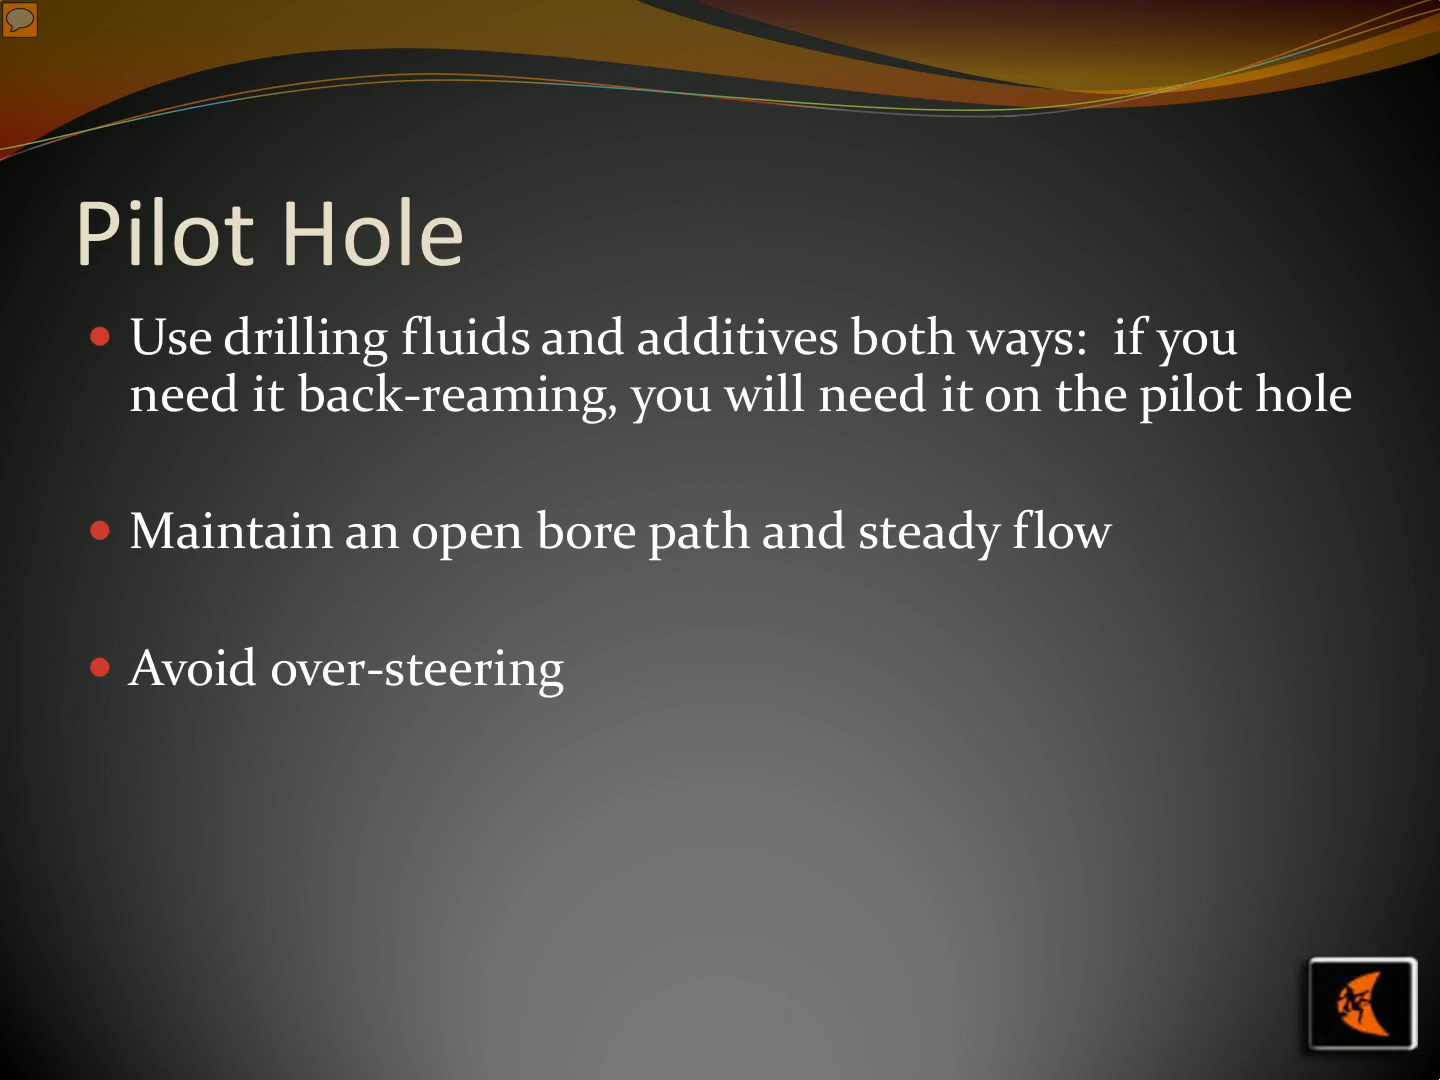 Pilot Hole
• Use drilling fluids and additives both ways:  if you
need it back-reaming, you will need it on the pilot hole
• Maintain an open bore path and steady flow
• Avoid over-steering